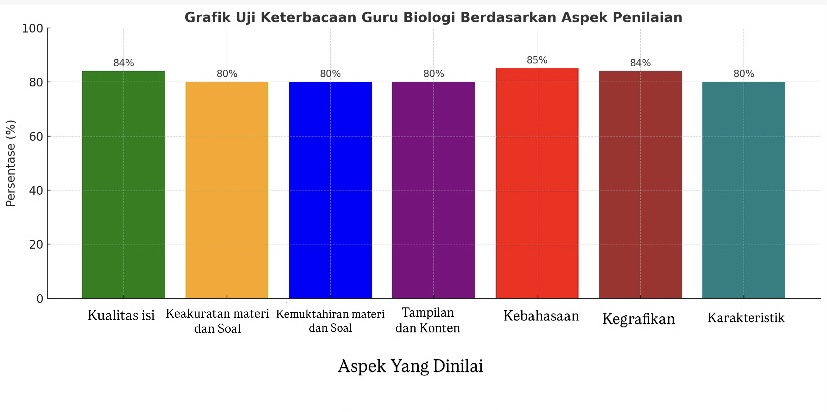 Grafik Uji Keterbacaan Guru Biologi Berdasarkan Aspek Penilaian
Persentase (%)
100
80
60
40
20
0
84%
80%
80%
80%
85%
84%
80%
Kualitas isi
Keakuratan materi
dan Soal
Kemuktahiran materi
dan Soal
Tampilan
dan Konten
Kebahasaan
Kegrafikan
Karakteristik
Aspek Yang Dinilai